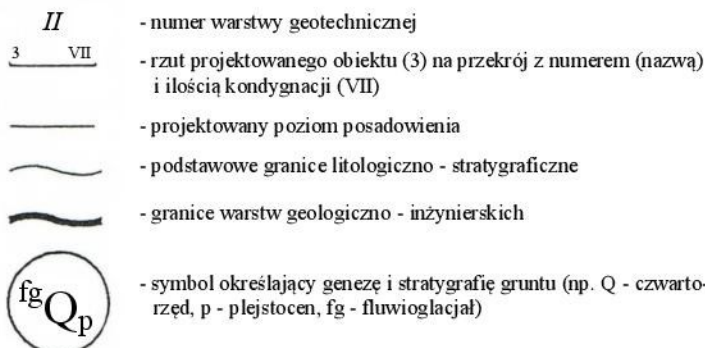 II - numer warstwy geotechnicznej
3 VII - rzut projektowanego obiektu (3) na przekrój z numerem (nazwą)
i ilością kondygnacji (VII)
- projektowany poziom posadowienia
- podstawowe granice litologiczno - stratygraficzne
- granice warstw geologiczno - inżynierskich
fgQp - symbol określający genezę i stratygrafię gruntu (np. Q - czwarto-
rzęd, p - plejstocen, fg - fluwioglacjał)